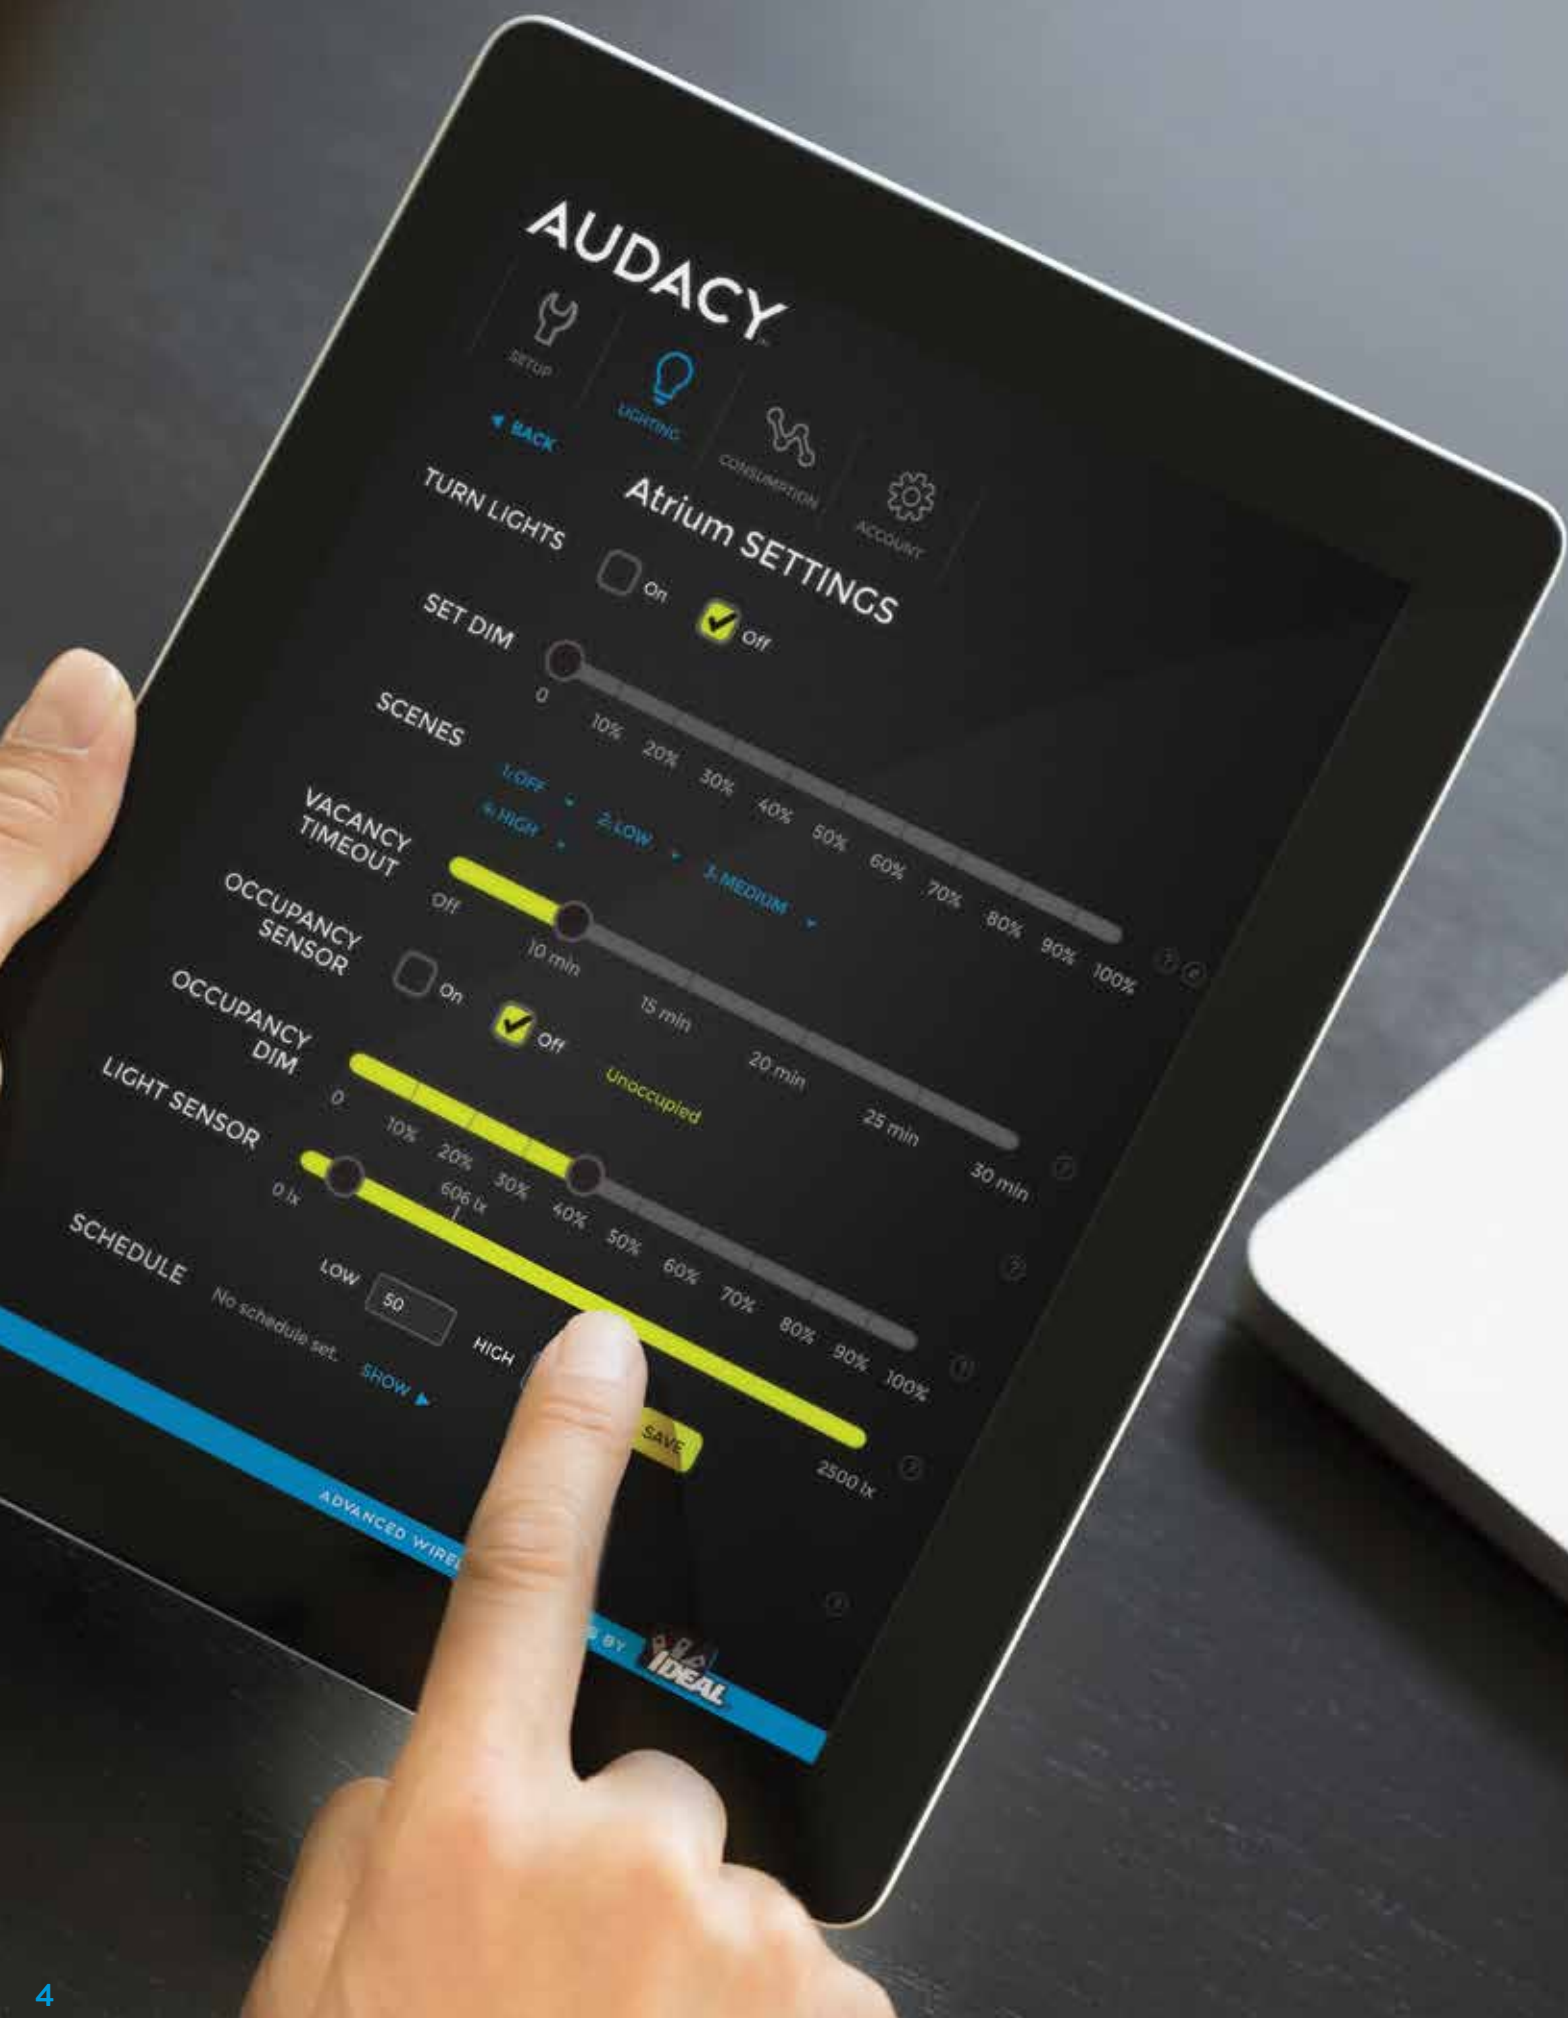 AUDACY
SETUP
LIGHTING
CONSUMPTION
ACCOUNT
BACK
Atrium SETTINGS
TURN LIGHTS
On
Off
SET DIM
0 10% 20% 30% 40% 50% 60% 70% 80% 90% 100%
SCENES
1: OFF
2: LOW
3: MEDIUM
4: HIGH
VACANCY
TIMEOUT
Off 10 min 15 min 20 min 25 min 30 min
OCCUPANCY
SENSOR
On
Off
Unoccupied
OCCUPANCY
DIM
0 10% 20% 30% 40% 50% 60% 70% 80% 90% 100%
LIGHT SENSOR
0 lx 606 lx 2500 lx
LOW 50 HIGH SAVE
SCHEDULE
No schedule set. SHOW
ADVANCED
BY
IDEAL
4